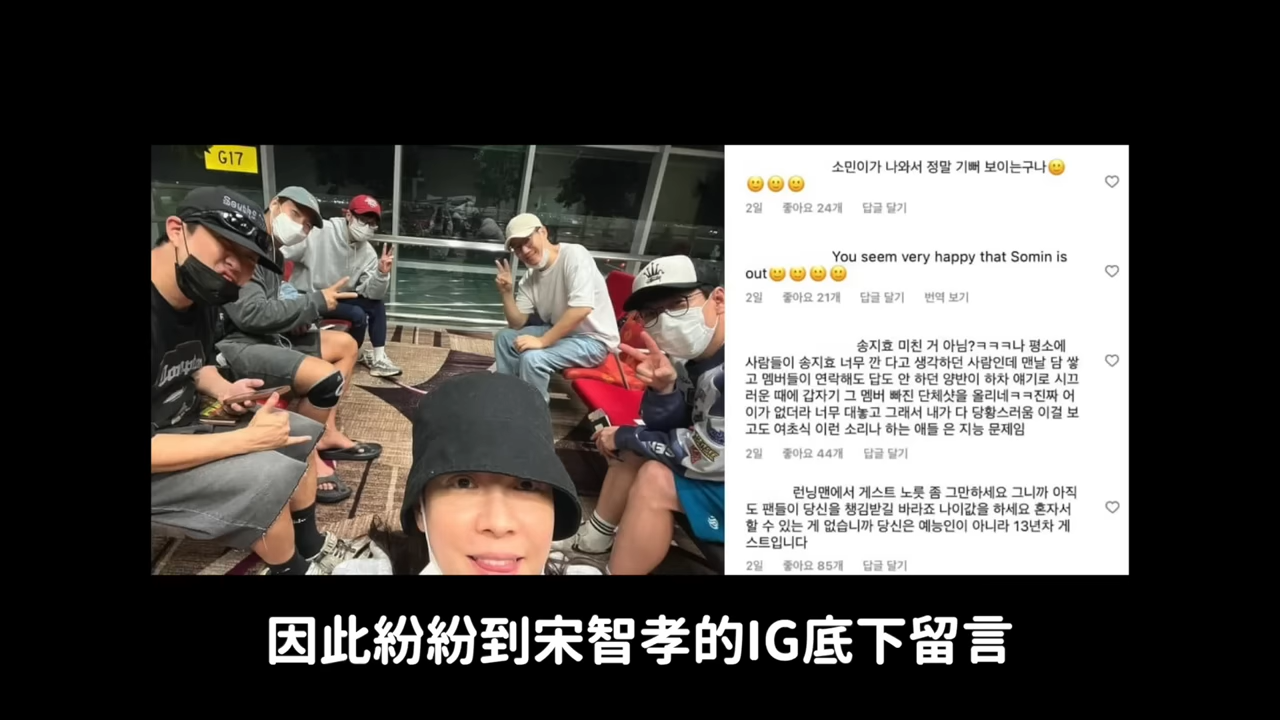 G17
소민이가 나와서 정말 기뻐 보이는구나🙂
🙂🙂🙂
2일 좋아요 24개 답글 달기
You seem very happy that Somin is
out🙂🙂🙂🙂
2일 좋아요 21개 답글 달기 번역 보기
송지효 미친 거 아님?ㅋㅋㅋ나 평소에
사람들이 송지효 너무 깐 다고 생각하던 사람인데 맨날 담 쌓
고 멤버들이 연락해도 답도 안 하던 양반이 하차 얘기로 시끄
러운 때에 갑자기 그 멤버 빠진 단체샷을 올리네ㅋㅋ진짜 어
이가 없더라 너무 대놓고 그래서 내가 다 당황스러움 이걸 보
고도 여초식 이런 소리나 하는 애들 은 지능 문제임
2일 좋아요 44개 답글 달기
런닝맨에서 게스트 노릇 좀 그만하세요 그니까 아직
도 팬들이 당신을 챙김받길 바라죠 나이값을 하세요 혼자서
할 수 있는 게 없습니까 당신은 예능인이 아니라 13년차 게
스트입니다
2일 좋아요 85개 답글 달기
因此紛紛到宋智孝的IG底下留言